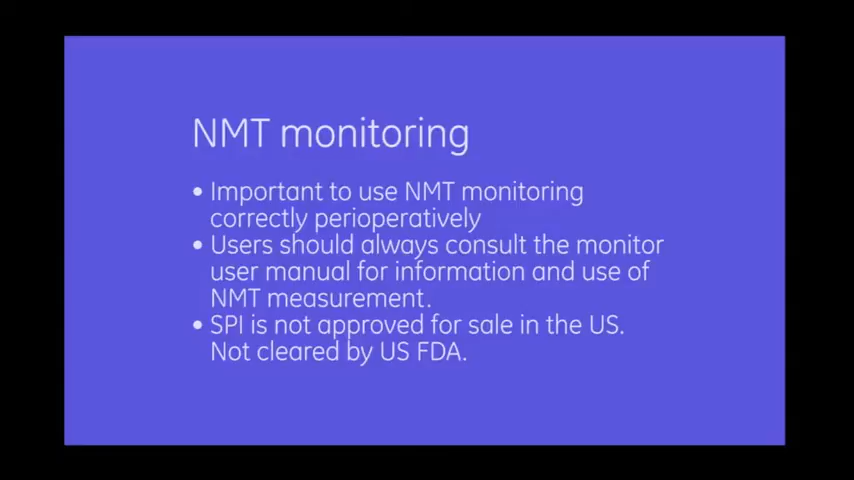 NMT monitoring
• Important to use NMT monitoring
correctly perioperatively
• Users should always consult the monitor
user manual for information and use of
NMT measurement.
• SPI is not approved for sale in the US.
Not cleared by US FDA.